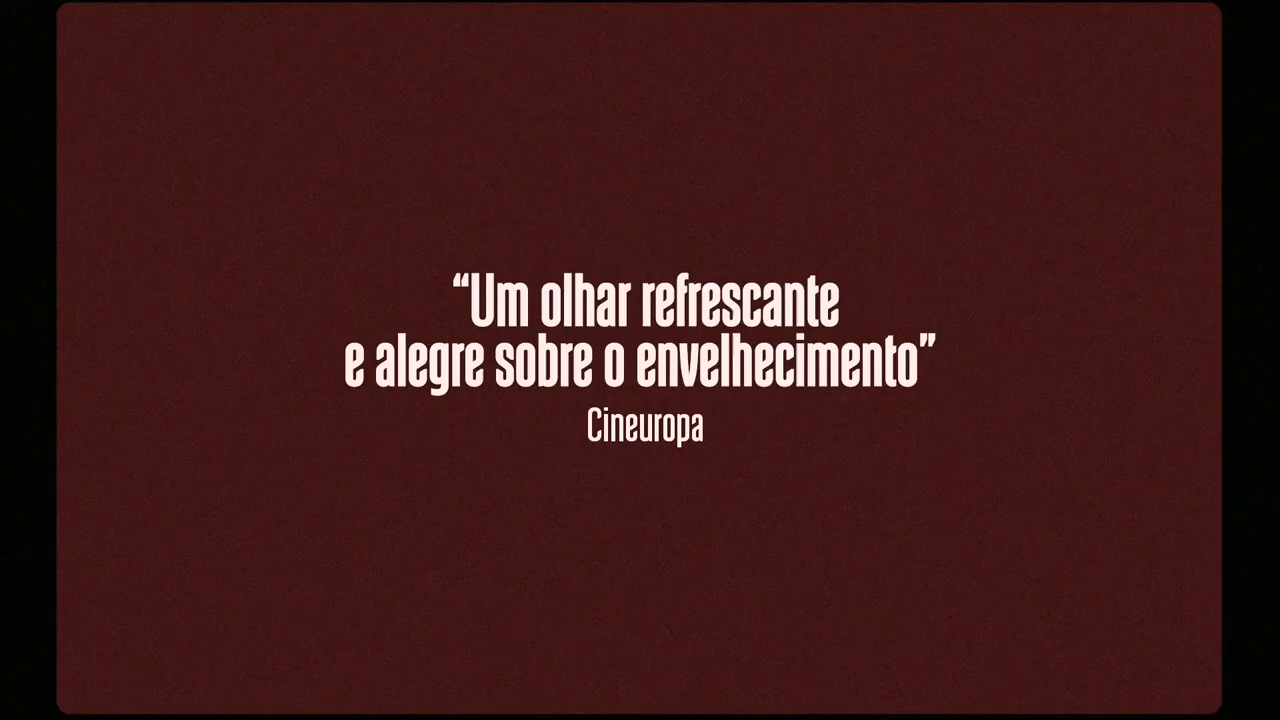 “Um olhar refrescante
e alegre sobre o envelhecimento”
Cineuropa